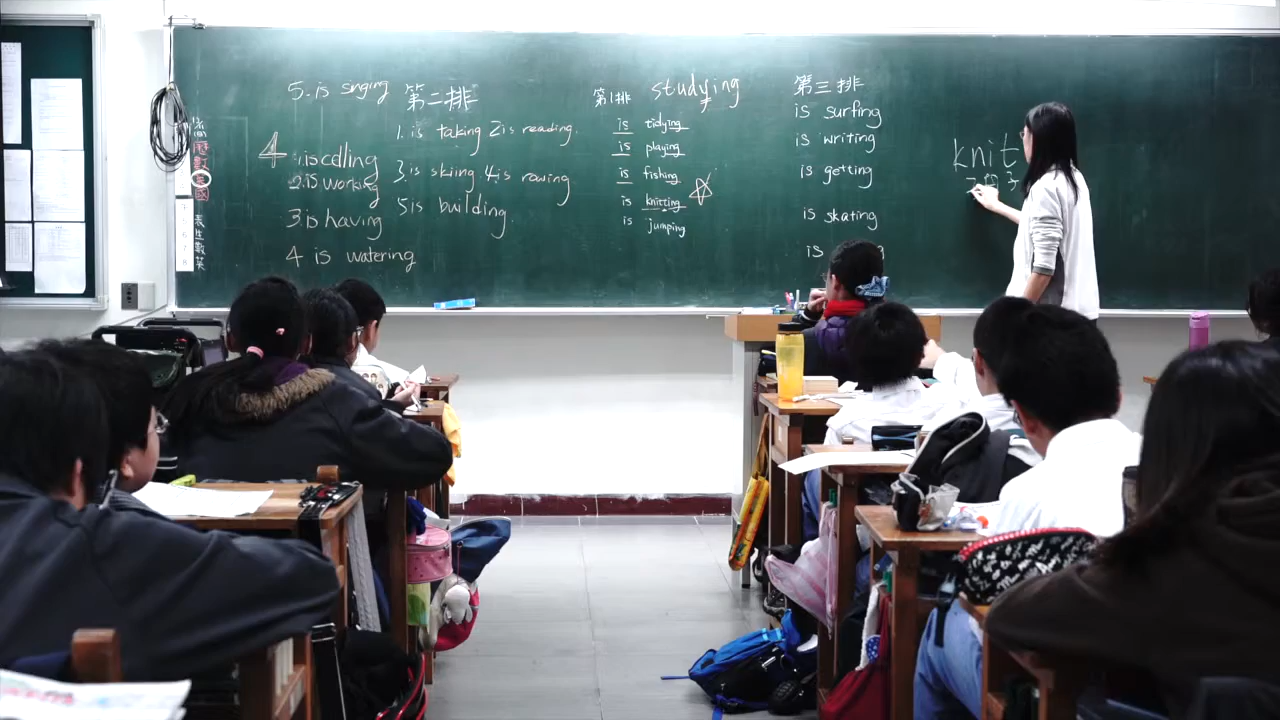 5. is singing
4
1. is calling
2. is working
3. is having
4 is watering
第二排
1. is taking 2 is reading.
3. is skiing 4. is rowing
5 is building.
第1排
studying
is tidying
is playing
is fishing
is knitting
is jumping
第三排
is surfing
is writing
is getting
is skating
is
knit